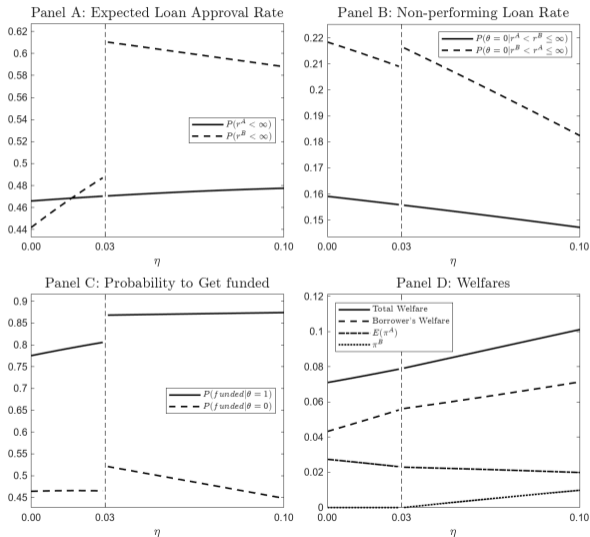 Panel A: Expected Loan Approval Rate
0.62
0.6
0.58
0.56
0.54
0.52
0.5
0.48
0.46
0.44
P(r^A < ∞)
P(r^B < ∞)
0.00
0.03
0.10
η
Panel B: Non-performing Loan Rate
0.22
0.21
0.2
0.19
0.18
0.17
0.16
0.15
P(θ = 0|r^A < r^B ≤ ∞)
P(θ = 0|r^B < r^A ≤ ∞)
0.00
0.03
0.10
η
Panel C: Probability to Get funded
0.9
0.85
0.8
0.75
0.7
0.65
0.6
0.55
0.5
0.45
P(funded|θ = 1)
P(funded|θ = 0)
0.00
0.03
0.10
η
Panel D: Welfares
0.12
0.1
0.08
0.06
0.04
0.02
0
Total Welfare
Borrower's Welfare
E(π^A)
π^B
0.00
0.03
0.10
η